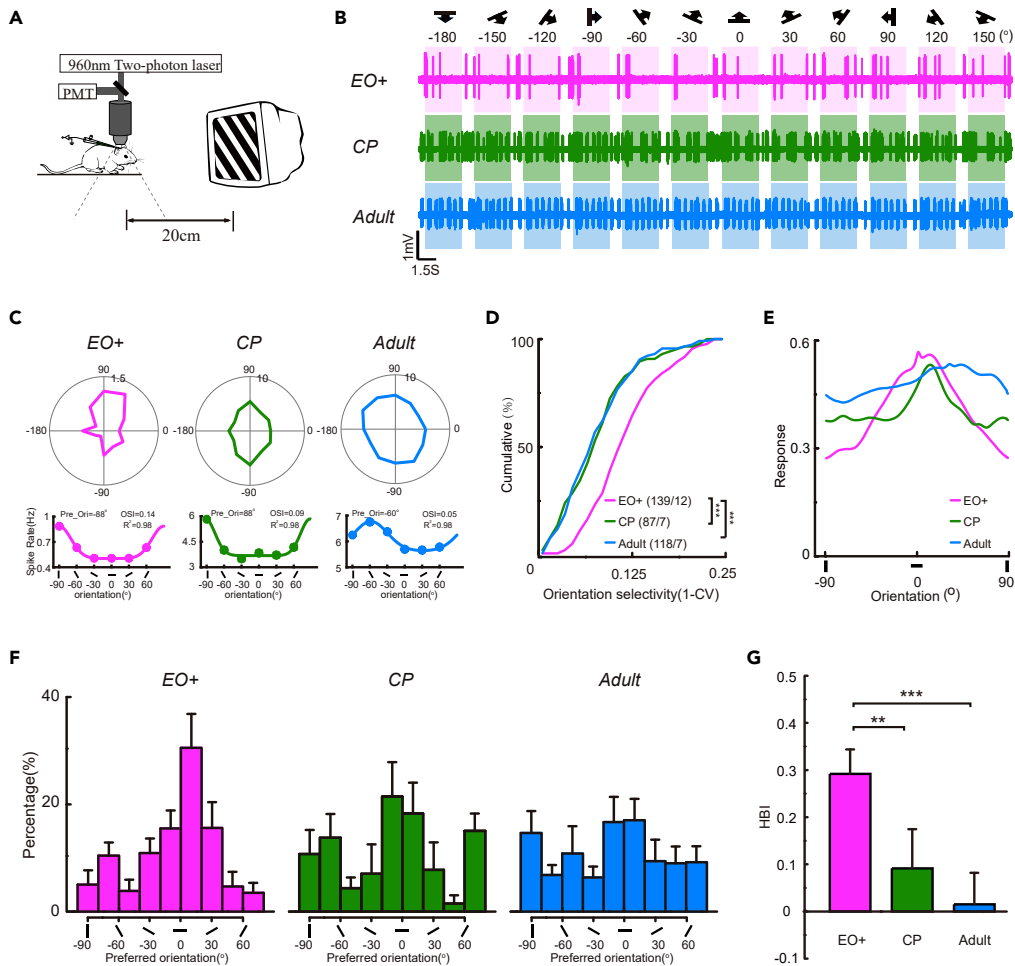 A
960nm Two-photon laser
PMT
20cm
B
-180 -150 -120 -90 -60 -30 0 30 60 90 120 150 (°)
EO+
CP
Adult
1mV
1.5S
C
EO+ CP Adult
90 90 90
1.5 10 10
-180 0 -180 0 -180 0
-90 -90 -90
Spike Rate(Hz)
1
0.7
0.4
Pre_Ori=-88° OSI=0.14
R²=0.98
-90 -60 -30 0 30 60
orientation(°)
5.8
4.5
3.2
Pre_Ori=88° OSI=0.09
R²=0.98
-90 -60 -30 0 30 60
orientation(°)
7
6
5
Pre_Ori=-60° OSI=0.05
R²=0.98
-90 -60 -30 0 30 60
orientation(°)
D
Cumulative (%)
100
50
EO+ (139/12)
CP (87/7)
Adult (118/7)
***
***
0 0.125 0.25
Orientation selectivity(1-CV)
E
Response
0.6
0.3
0
EO+
CP
Adult
-90 0 90
Orientation (°)
F
EO+ CP Adult
Percentage(%)
40
20
0
-90 -60 -30 0 30 60
Preferred orientation(°)
-90 -60 -30 0 30 60
Preferred orientation(°)
-90 -60 -30 0 30 60
Preferred orientation(°)
G
HBI
0.5
0.4
0.3
0.2
0.1
0
-0.1
***
**
EO+ CP Adult